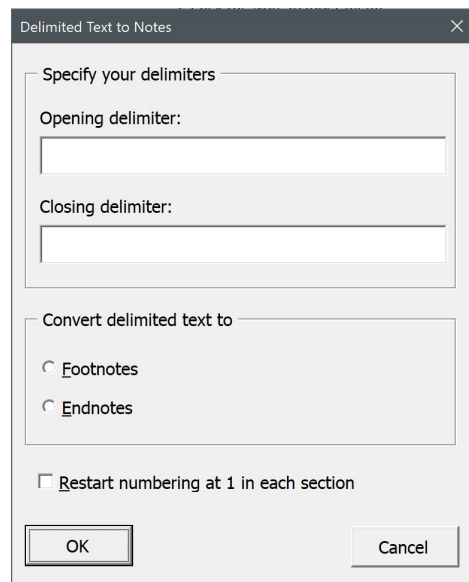 Delimited Text to Notes
Specify your delimiters
Opening delimiter:
Closing delimiter:
Convert delimited text to
Footnotes
Endnotes
Restart numbering at 1 in each section
OK
Cancel